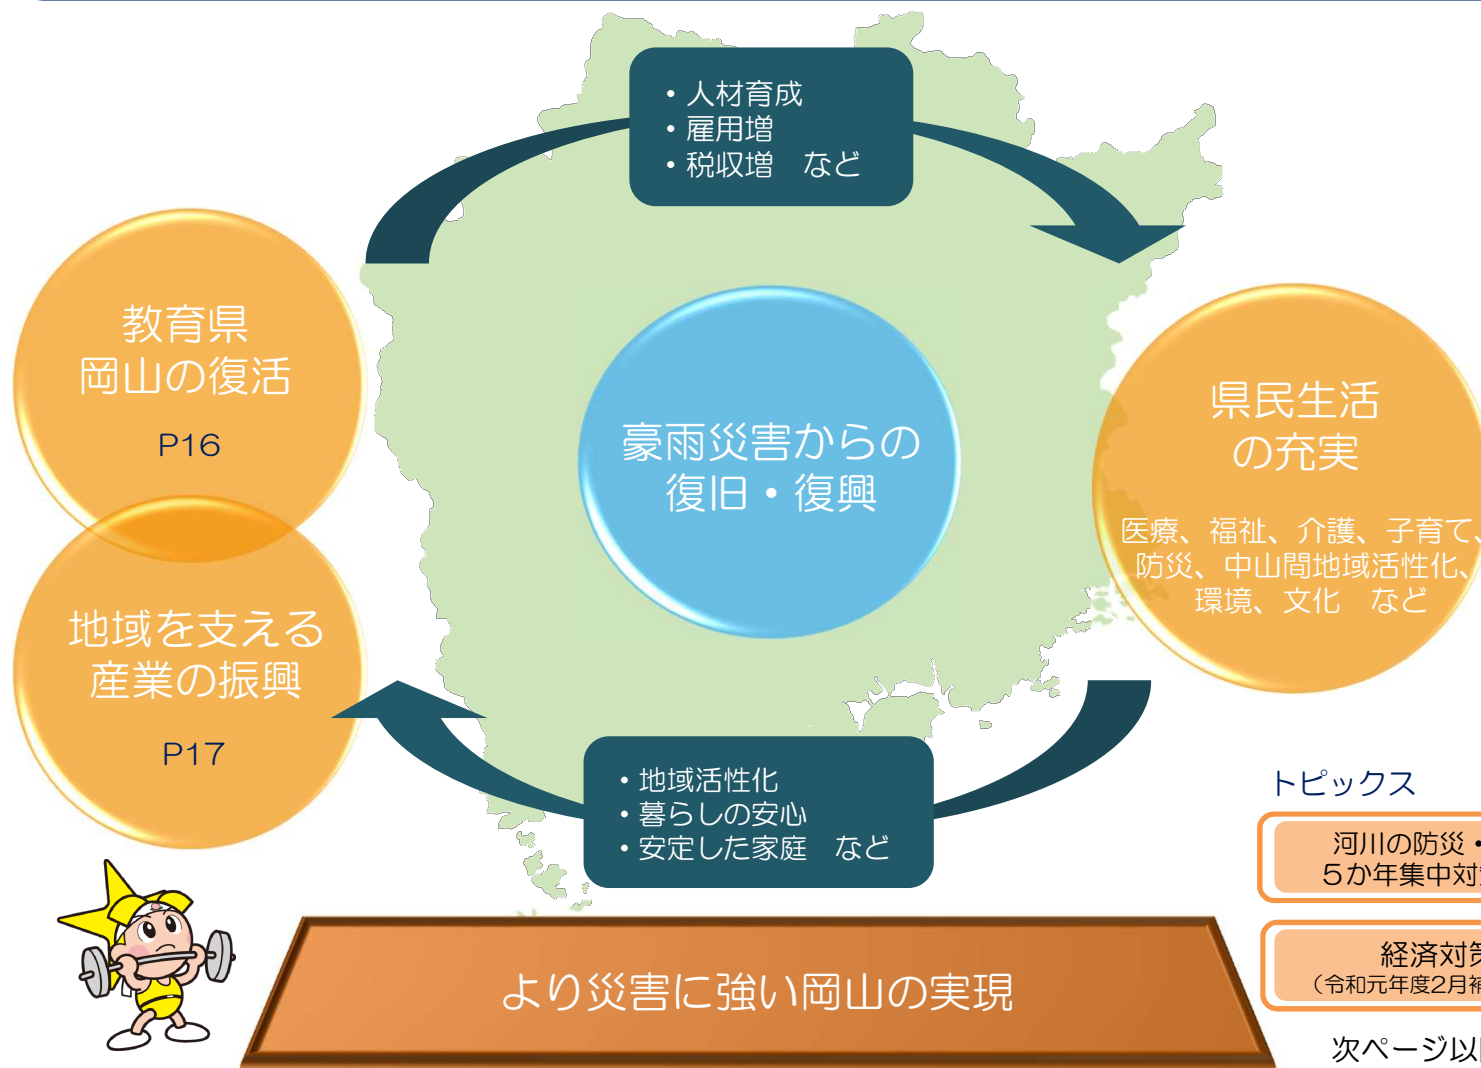 ・人材育成
・雇用増
・税収増　など
教育県
岡山の復活
P16
豪雨災害からの
復旧・復興
県民生活
の充実
医療、福祉、介護、子育て、
防災、中山間地域活性化、
環境、文化　など
地域を支える
産業の振興
P17
・地域活性化
・暮らしの安心
・安定した家庭　など
トピックス
河川の防災・
５か年集中対
経済対策
（令和元年度2月補
より災害に強い岡山の実現
次ページ以